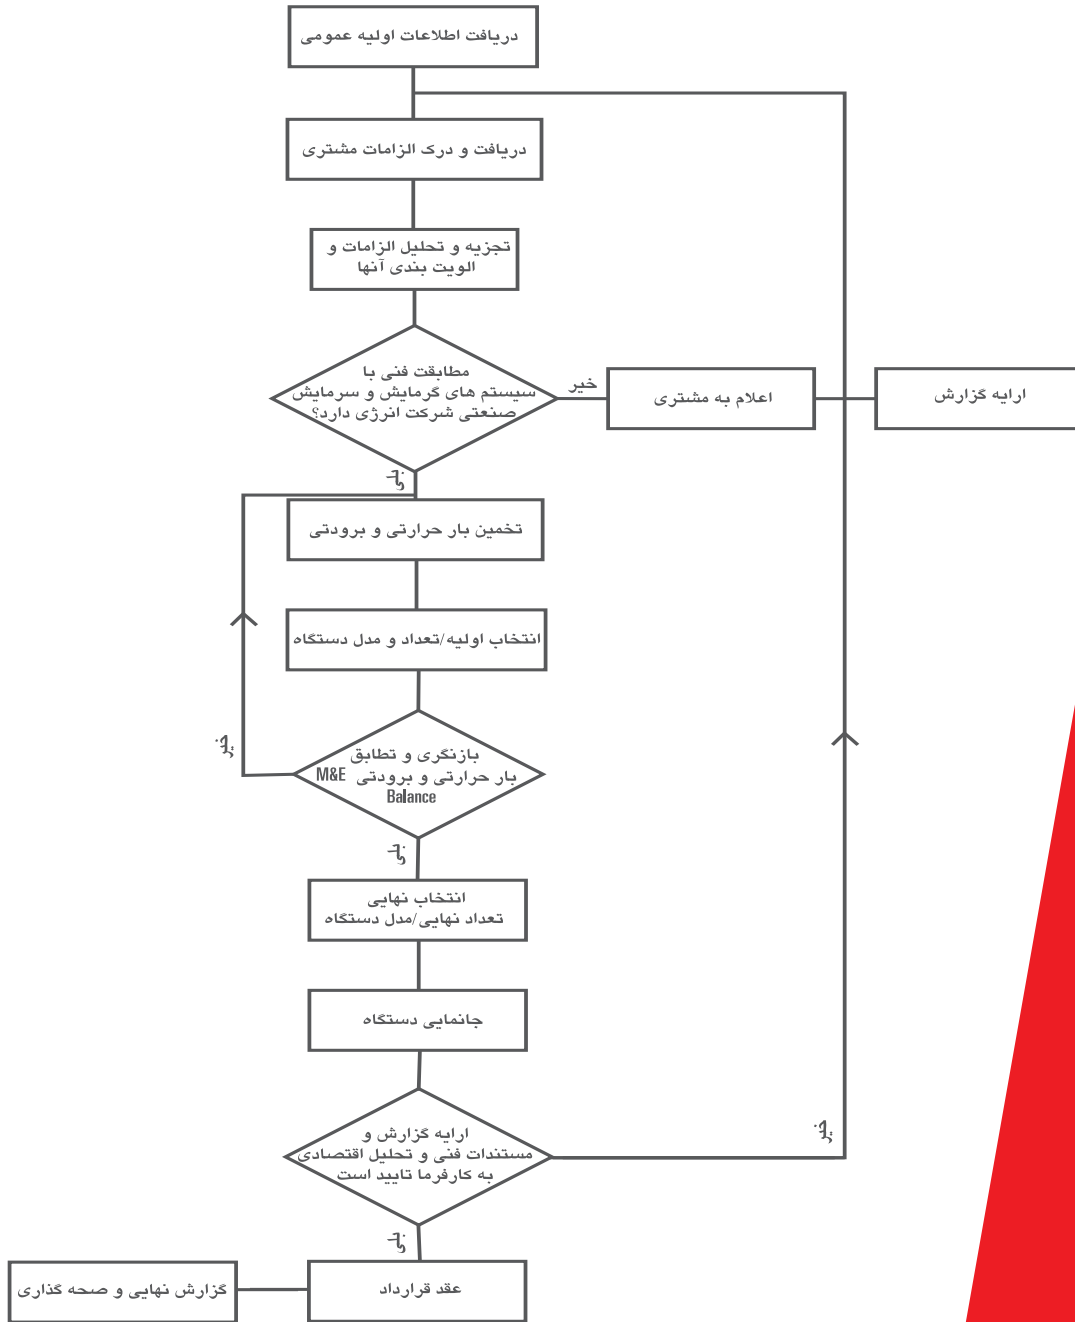 دریافت اطلاعات اولیه عمومی
دریافت و درک الزامات مشتری
تجزیه و تحلیل الزامات و
الویت بندی آنها
مطابقت فنی با
سیستم های گرمایش و سرمایش
صنعتی شرکت انرژی دارد؟
خیر
اعلام به مشتری
ارایه گزارش
بلی
تخمین بار حرارتی و برودتی
انتخاب اولیه/تعداد و مدل دستگاه
بازنگری و تطابق
بار حرارتی و برودتی M&E
Balance
خیر
بلی
انتخاب نهایی
تعداد نهایی/مدل دستگاه
جانمایی دستگاه
ارایه گزارش و
مستندات فنی و تحلیل اقتصادی
به کارفرما تایید است
خیر
بلی
عقد قرارداد
گزارش نهایی و صحه گذاری